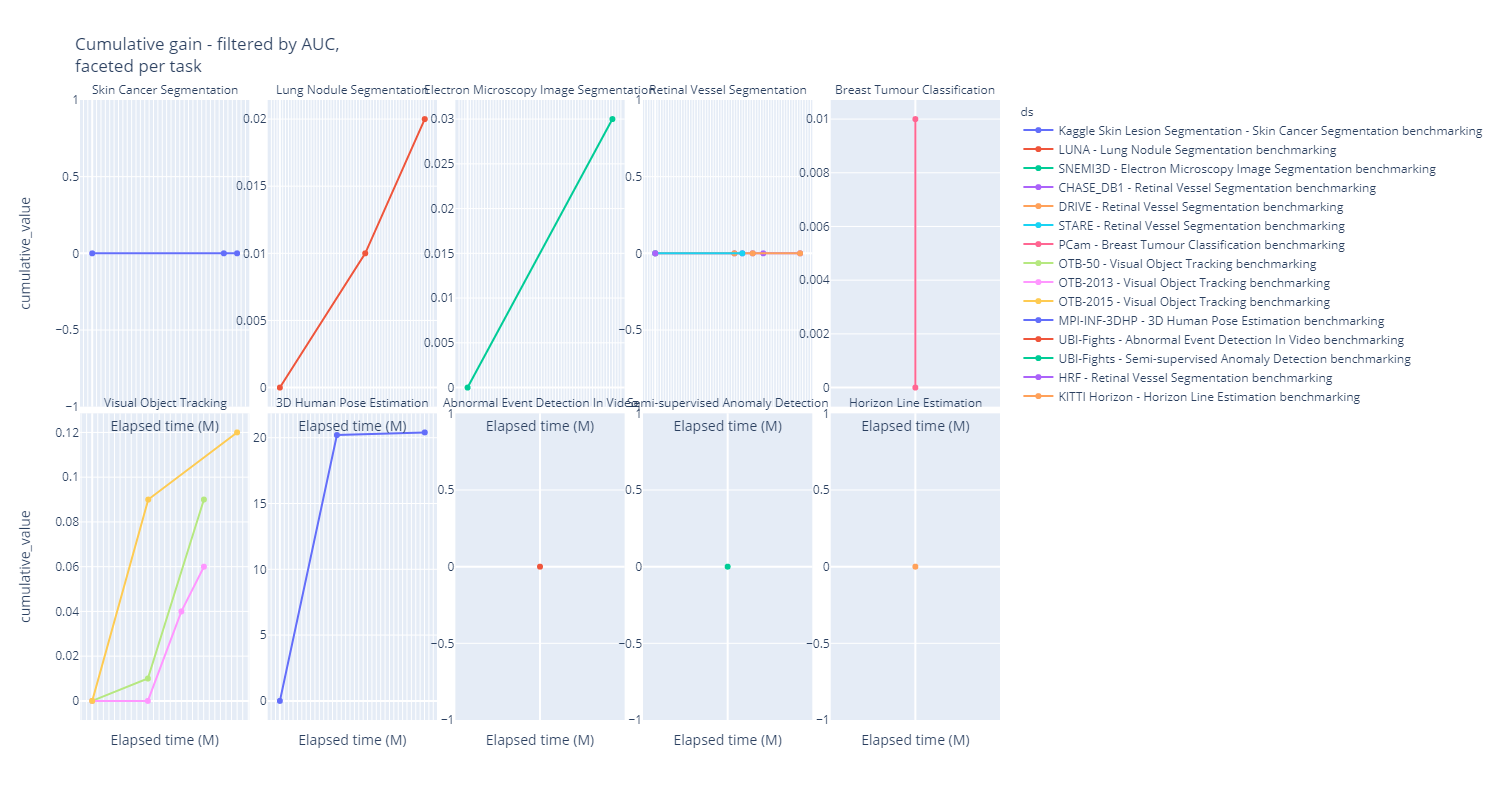 Cumulative gain - filtered by AUC,
faceted per task
Skin Cancer Segmentation
Lung Nodule Segmentation
Electron Microscopy Image Segmentation
Retinal Vessel Segmentation
Breast Tumour Classification
cumulative_value
1
0.5
0
−0.5
−1
0.02
0.015
0.01
0.005
0
0.03
0.025
0.02
0.015
0.01
0.005
0
1
0.5
0
−0.5
−1
0.01
0.008
0.006
0.004
0.002
0
Elapsed time (M)
Elapsed time (M)
Elapsed time (M)
Elapsed time (M)
Elapsed time (M)
Visual Object Tracking
3D Human Pose Estimation
Abnormal Event Detection In Video
Semi-supervised Anomaly Detection
Horizon Line Estimation
cumulative_value
0.12
0.1
0.08
0.06
0.04
0.02
0
20
15
10
5
0
1
0.5
0
−0.5
−1
1
0.5
0
−0.5
−1
1
0.5
0
−0.5
−1
Elapsed time (M)
Elapsed time (M)
Elapsed time (M)
Elapsed time (M)
Elapsed time (M)
ds
Kaggle Skin Lesion Segmentation - Skin Cancer Segmentation benchmarking
LUNA - Lung Nodule Segmentation benchmarking
SNEMI3D - Electron Microscopy Image Segmentation benchmarking
CHASE_DB1 - Retinal Vessel Segmentation benchmarking
DRIVE - Retinal Vessel Segmentation benchmarking
STARE - Retinal Vessel Segmentation benchmarking
PCam - Breast Tumour Classification benchmarking
OTB-50 - Visual Object Tracking benchmarking
OTB-2013 - Visual Object Tracking benchmarking
OTB-2015 - Visual Object Tracking benchmarking
MPI-INF-3DHP - 3D Human Pose Estimation benchmarking
UBI-Fights - Abnormal Event Detection In Video benchmarking
UBI-Fights - Semi-supervised Anomaly Detection benchmarking
HRF - Retinal Vessel Segmentation benchmarking
KITTI Horizon - Horizon Line Estimation benchmarking